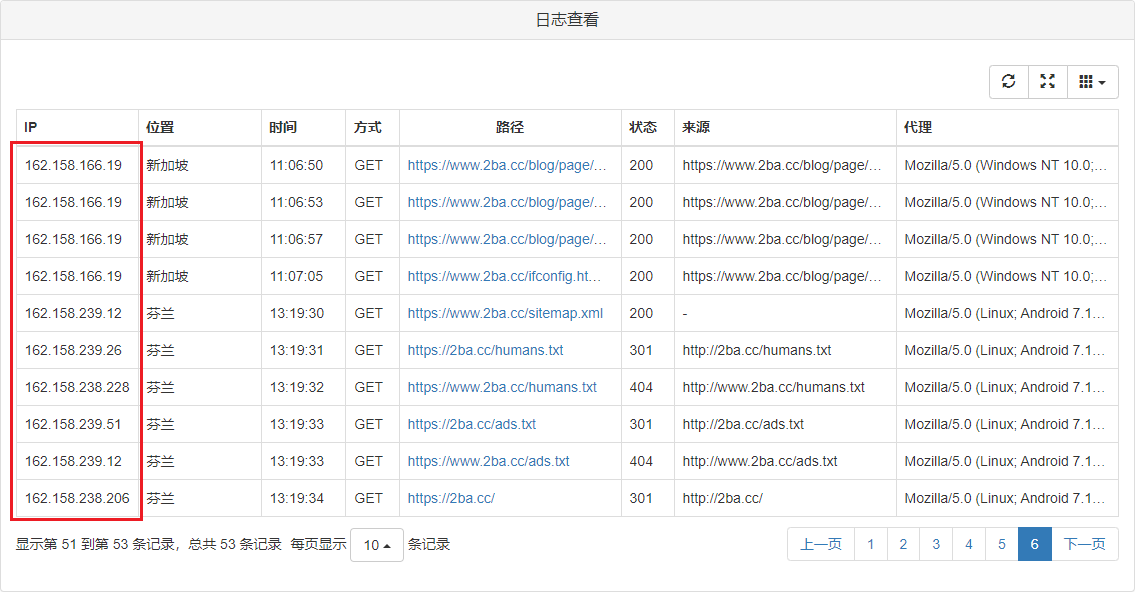 日志查看
IP 位置 时间 方式 路径 状态 来源 代理
162.158.166.19 新加坡 11:06:50 GET https://www.2ba.cc/blog/page/… 200 https://www.2ba.cc/blog/page/… Mozilla/5.0 (Windows NT 10.0;…
162.158.166.19 新加坡 11:06:53 GET https://www.2ba.cc/blog/page/… 200 https://www.2ba.cc/blog/page/… Mozilla/5.0 (Windows NT 10.0;…
162.158.166.19 新加坡 11:06:57 GET https://www.2ba.cc/blog/page/… 200 https://www.2ba.cc/blog/page/… Mozilla/5.0 (Windows NT 10.0;…
162.158.166.19 新加坡 11:07:05 GET https://www.2ba.cc/ifconfig.ht… 200 https://www.2ba.cc/blog/page/… Mozilla/5.0 (Windows NT 10.0;…
162.158.239.12 芬兰 13:19:30 GET https://www.2ba.cc/sitemap.xml 200 - Mozilla/5.0 (Linux; Android 7.1…
162.158.239.26 芬兰 13:19:31 GET https://2ba.cc/humans.txt 301 http://2ba.cc/humans.txt Mozilla/5.0 (Linux; Android 7.1…
162.158.238.228 芬兰 13:19:32 GET https://www.2ba.cc/humans.txt 404 http://www.2ba.cc/humans.txt Mozilla/5.0 (Linux; Android 7.1…
162.158.239.51 芬兰 13:19:33 GET https://2ba.cc/ads.txt 301 http://2ba.cc/ads.txt Mozilla/5.0 (Linux; Android 7.1…
162.158.239.12 芬兰 13:19:33 GET https://www.2ba.cc/ads.txt 404 http://www.2ba.cc/ads.txt Mozilla/5.0 (Linux; Android 7.1…
162.158.238.206 芬兰 13:19:34 GET https://2ba.cc/ 301 http://2ba.cc/ Mozilla/5.0 (Linux; Android 7.1…
显示第 51 到第 53 条记录，总共 53 条记录 每页显示 10 条记录 上一页 1 2 3 4 5 6 下一页